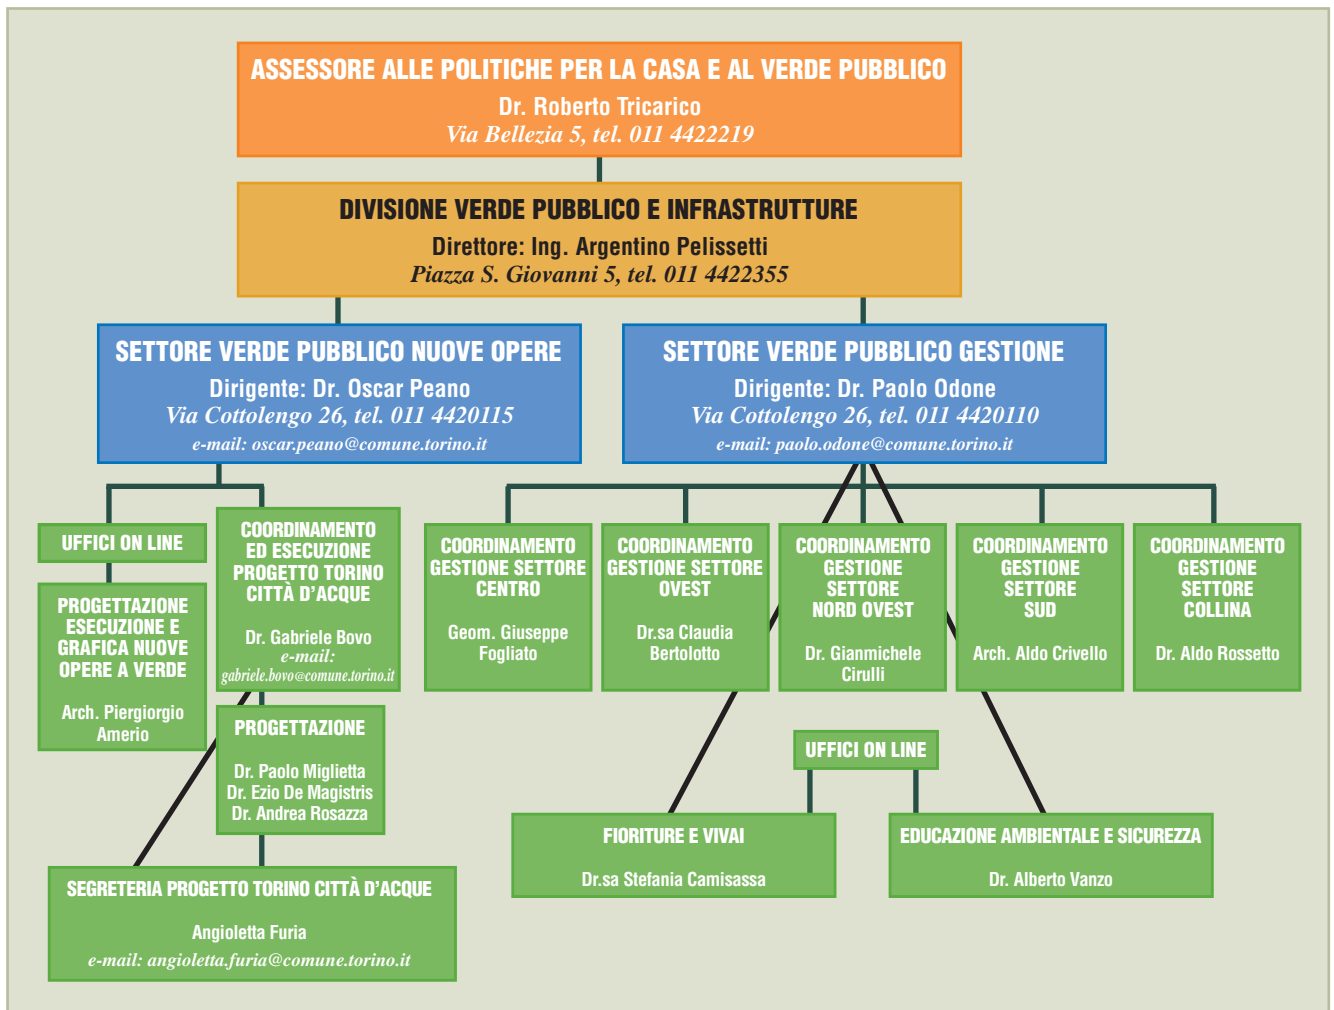 ASSESSORE ALLE POLITICHE PER LA CASA E AL VERDE PUBBLICO
Dr. Roberto Tricarico
Via Bellezia 5, tel. 011 4422219
DIVISIONE VERDE PUBBLICO E INFRASTRUTTURE
Direttore: Ing. Argentino Pelissetti
Piazza S. Giovanni 5, tel. 011 4422355
SETTORE VERDE PUBBLICO NUOVE OPERE
Dirigente: Dr. Oscar Peano
Via Cottolengo 26, tel. 011 4420115
e-mail: oscar.peano@comune.torino.it
SETTORE VERDE PUBBLICO GESTIONE
Dirigente: Dr. Paolo Odone
Via Cottolengo 26, tel. 011 4420110
e-mail: paolo.odone@comune.torino.it
UFFICI ON LINE
PROGETTAZIONE
ESECUZIONE E
GRAFICA NUOVE
OPERE A VERDE
Arch. Piergiorgio
Amerio
COORDINAMENTO
ED ESECUZIONE
PROGETTO TORINO
CITTÀ D'ACQUE
Dr. Gabriele Bovo
e-mail:
gabriele.bovo@comune.torino.it
PROGETTAZIONE
Dr. Paolo Miglietta
Dr. Ezio De Magistris
Dr. Andrea Rosazza
SEGRETERIA PROGETTO TORINO CITTÀ D'ACQUE
Angioletta Furia
e-mail: angioletta.furia@comune.torino.it
COORDINAMENTO
GESTIONE SETTORE
CENTRO
Geom. Giuseppe
Fogliato
COORDINAMENTO
GESTIONE SETTORE
OVEST
Dr.sa Claudia
Bertolotto
COORDINAMENTO
GESTIONE
SETTORE
NORD OVEST
Dr. Gianmichele
Cirulli
COORDINAMENTO
GESTIONE
SETTORE
SUD
Arch. Aldo Crivello
COORDINAMENTO
GESTIONE
SETTORE
COLLINA
Dr. Aldo Rossetto
UFFICI ON LINE
FIORITURE E VIVAI
Dr.sa Stefania Camisassa
EDUCAZIONE AMBIENTALE E SICUREZZA
Dr. Alberto Vanzo